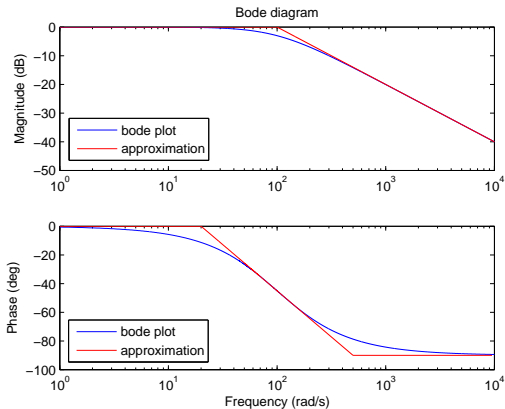 Bode diagram
Magnitude (dB)
0
−10
−20
−30
−40
−50
bode plot
approximation
10^0
10^1
10^2
10^3
10^4
Phase (deg)
0
−20
−40
−60
−80
−100
bode plot
approximation
10^0
10^1
10^2
10^3
10^4
Frequency (rad/s)